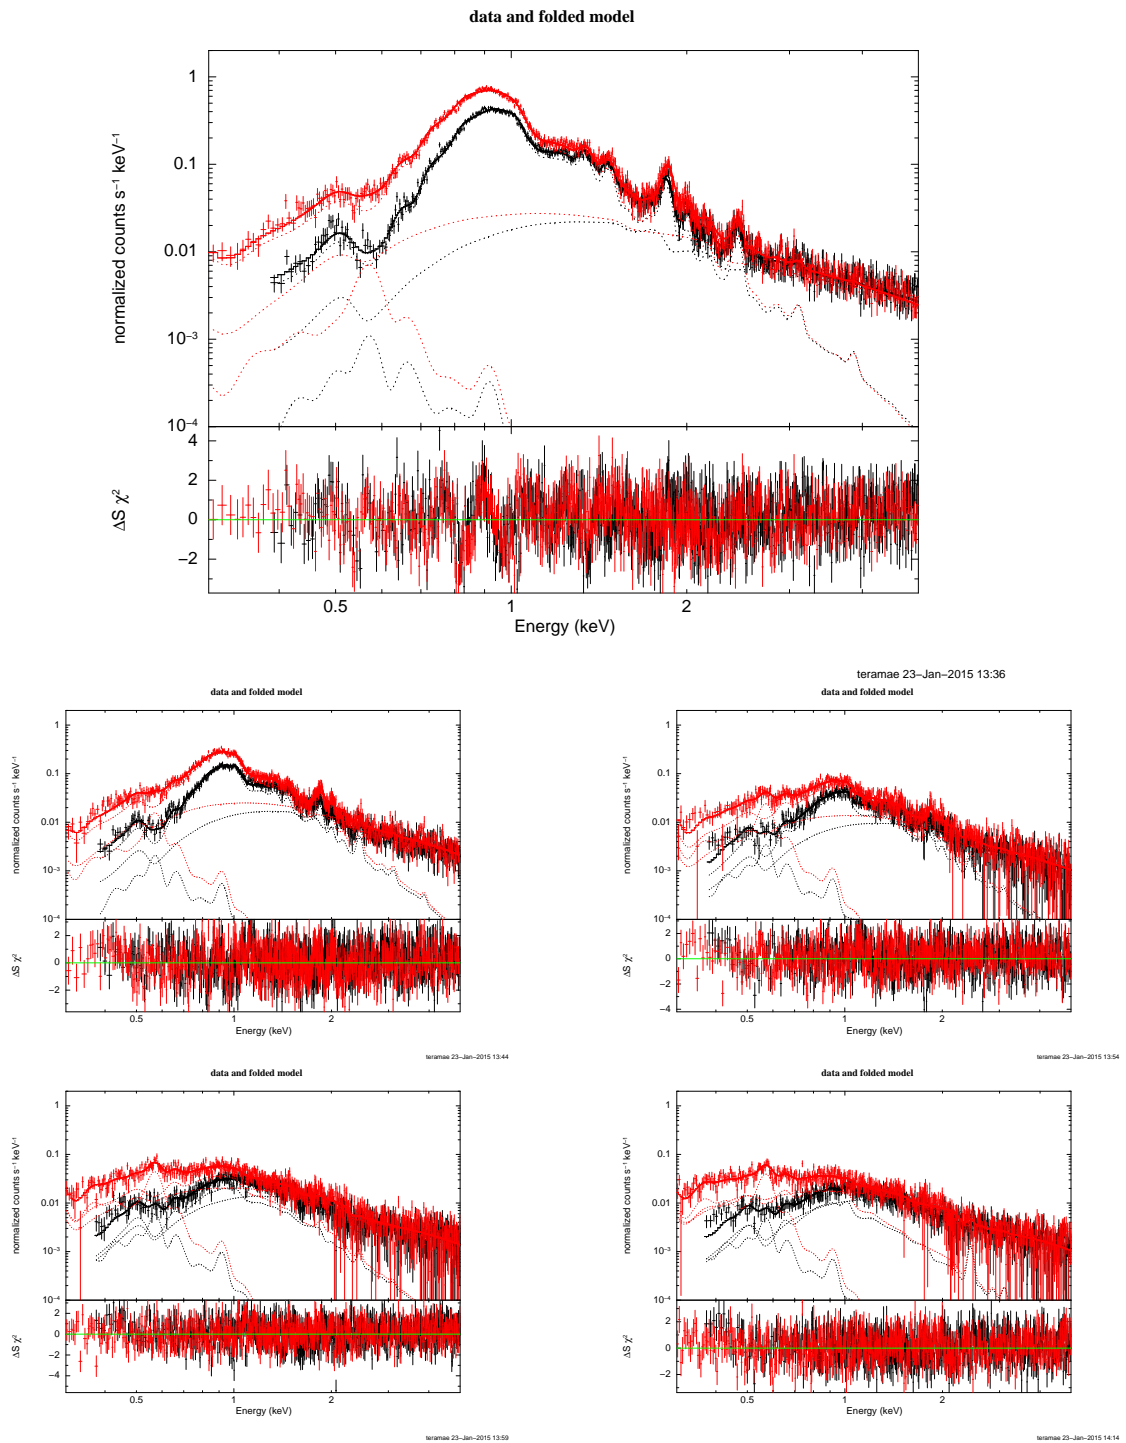 data and folded model
1
0.1
0.01
10⁻³
10⁻⁴
normalized counts s⁻¹ keV⁻¹
4
2
0
−2
ΔS χ²
0.5 1 2
Energy (keV)
teramae 23−Jan−2015 13:36
data and folded model
1
0.1
0.01
10⁻³
10⁻⁴
normalized counts s⁻¹ keV⁻¹
2
0
−2
ΔS χ²
0.5 1 2
Energy (keV)
teramae 23−Jan−2015 13:44
data and folded model
1
0.1
0.01
10⁻³
10⁻⁴
normalized counts s⁻¹ keV⁻¹
2
0
−2
−4
ΔS χ²
0.5 1 2
Energy (keV)
teramae 23−Jan−2015 13:54
data and folded model
1
0.1
0.01
10⁻³
10⁻⁴
normalized counts s⁻¹ keV⁻¹
2
0
−2
−4
ΔS χ²
0.5 1 2
Energy (keV)
teramae 23−Jan−2015 13:59
data and folded model
1
0.1
0.01
10⁻³
10⁻⁴
normalized counts s⁻¹ keV⁻¹
2
0
−2
ΔS χ²
0.5 1 2
Energy (keV)
teramae 23−Jan−2015 14:14